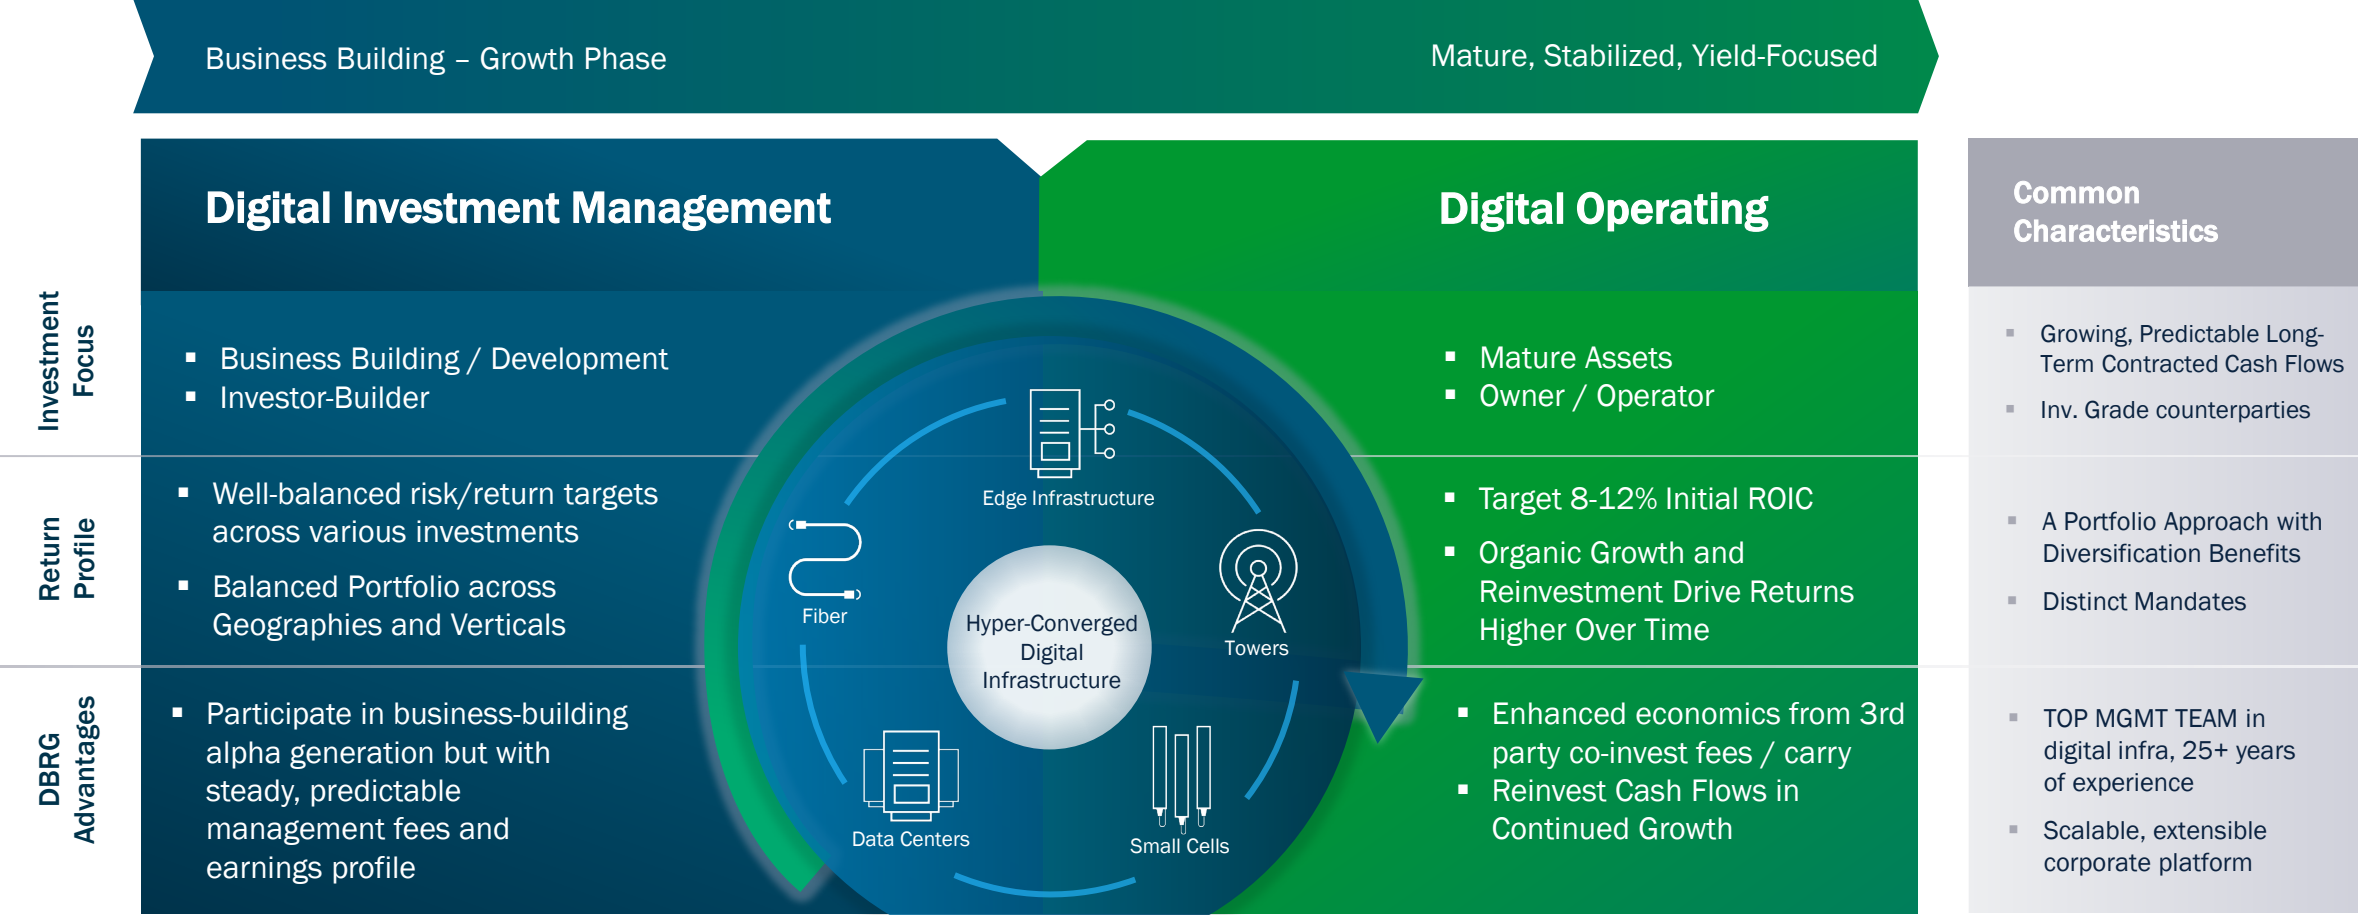 Business Building – Growth Phase
Mature, Stabilized, Yield-Focused
Digital Investment Management
Digital Operating
Common
Characteristics
Investment
Focus
▪ Business Building / Development
▪ Investor-Builder
▪ Mature Assets
▪ Owner / Operator
▪ Growing, Predictable Long-
Term Contracted Cash Flows
▪ Inv. Grade counterparties
Return
Profile
▪ Well-balanced risk/return targets
across various investments
▪ Balanced Portfolio across
Geographies and Verticals
▪ Target 8-12% Initial ROIC
▪ Organic Growth and
Reinvestment Drive Returns
Higher Over Time
▪ A Portfolio Approach with
Diversification Benefits
▪ Distinct Mandates
DBRG
Advantages
▪ Participate in business-building
alpha generation but with
steady, predictable
management fees and
earnings profile
▪ Enhanced economics from 3rd
party co-invest fees / carry
▪ Reinvest Cash Flows in
Continued Growth
▪ TOP MGMT TEAM in
digital infra, 25+ years
of experience
▪ Scalable, extensible
corporate platform
Edge Infrastructure
Fiber
Towers
Hyper-Converged
Digital
Infrastructure
Data Centers
Small Cells